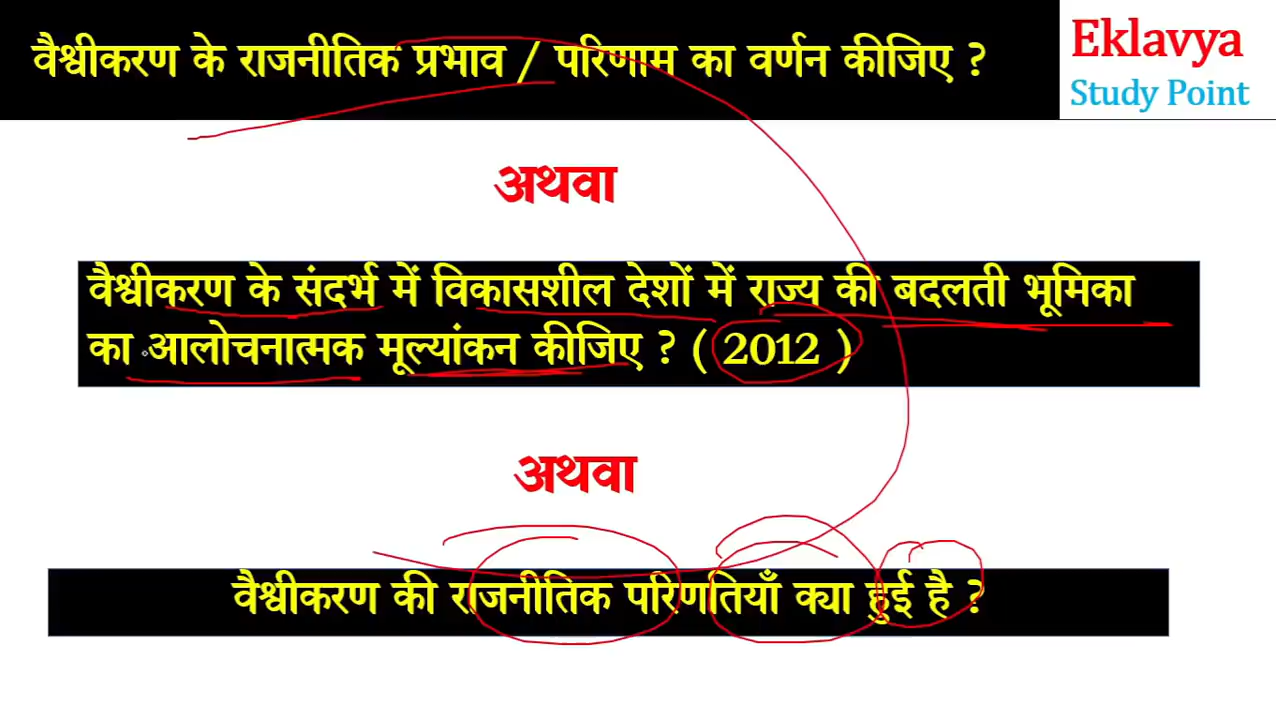 वैश्वीकरण के राजनीतिक प्रभाव / परिणाम का वर्णन कीजिए ?
Eklavya
Study Point
अथवा
वैश्वीकरण के संदर्भ में विकासशील देशों में राज्य की बदलती भूमिका
का आलोचनात्मक मूल्यांकन कीजिए ? ( 2012 )
अथवा
वैश्वीकरण की राजनीतिक परिणतियाँ क्या हुई है ?